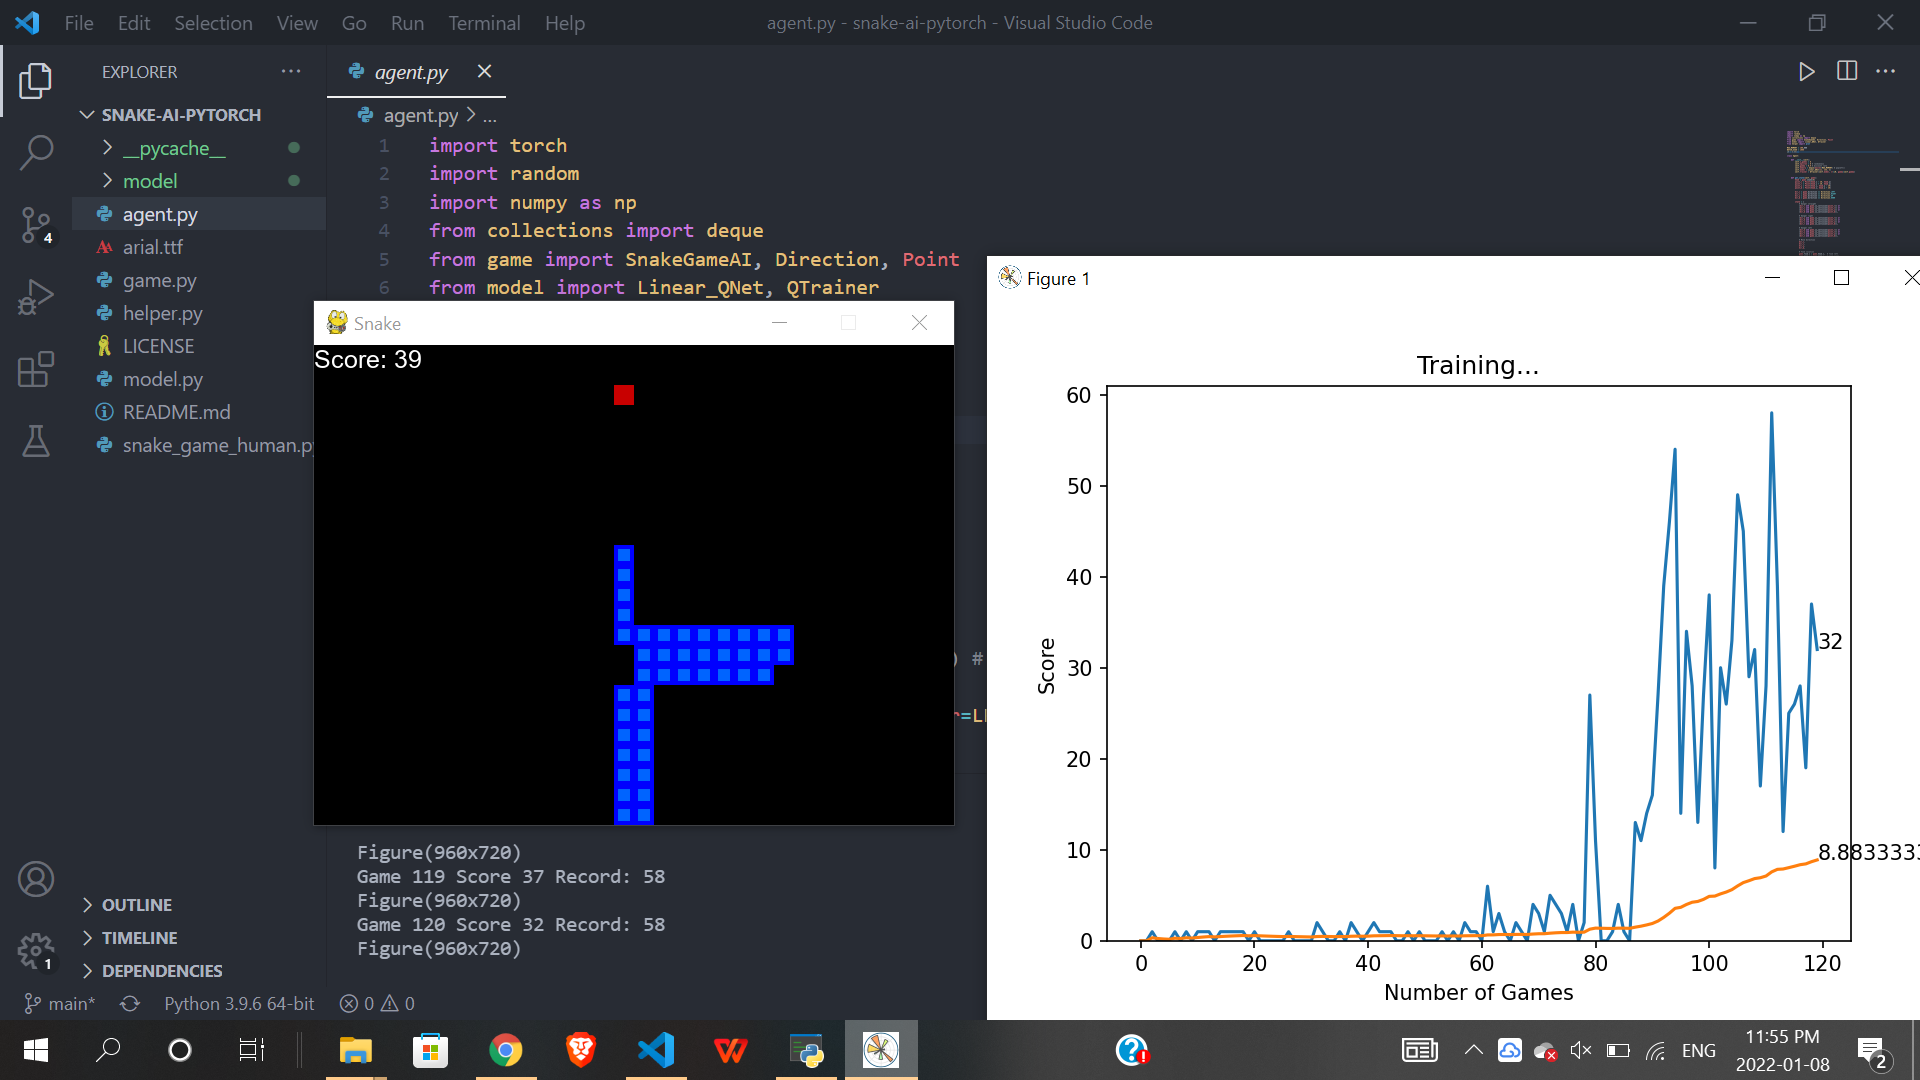 File Edit Selection View Go Run Terminal Help
agent.py - snake-ai-pytorch - Visual Studio Code
EXPLORER
SNAKE-AI-PYTORCH
__pycache__
model
agent.py
arial.ttf
game.py
helper.py
LICENSE
model.py
README.md
snake_game_human.py
OUTLINE
TIMELINE
DEPENDENCIES
4
1
agent.py
agent.py > ...
1 import torch
2 import random
3 import numpy as np
4 from collections import deque
5 from game import SnakeGameAI, Direction, Point
6 from model import Linear_QNet, QTrainer
) #
r=L
Snake
Score: 39
Figure(960x720)
Game 119 Score 37 Record: 58
Figure(960x720)
Game 120 Score 32 Record: 58
Figure(960x720)
Figure 1
Training...
Score
60
50
40
30
20
10
0
32
8.8833333
0 20 40 60 80 100 120
Number of Games
main* Python 3.9.6 64-bit 0 0
ENG
11:55 PM
2022-01-08
2